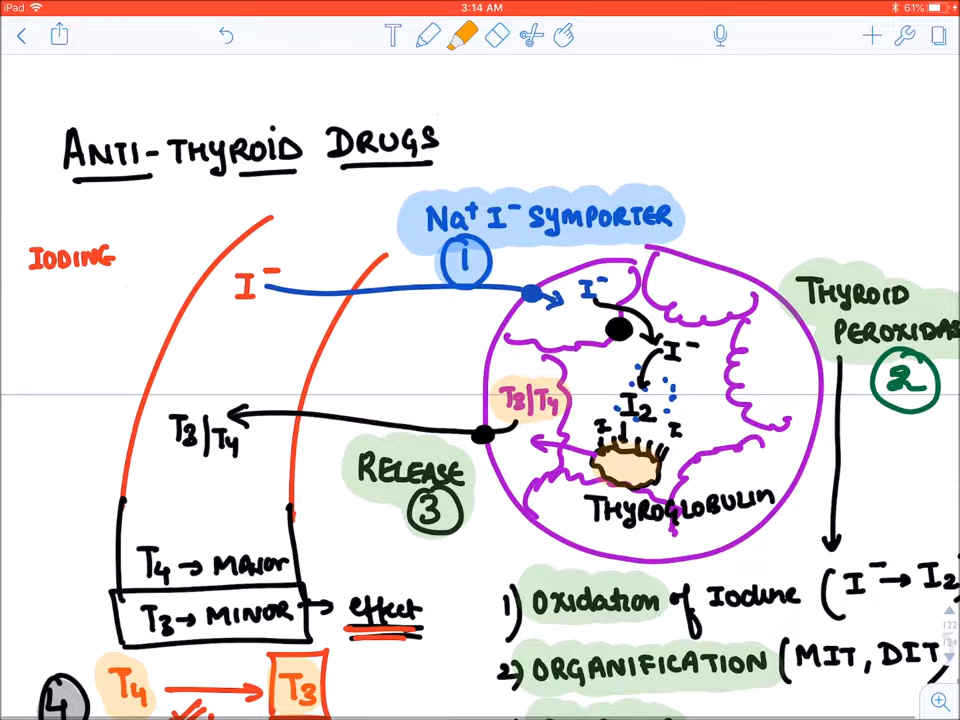 iPad 3:14 AM 61%
ANTI-THYROID DRUGS
Na+ I- SYMPORTER
1
IODINE
I-
I-
THYROID
PEROXIDAS
2
I-
T3/T4
I2
I I
T3/T4
RELEASE
3
THYROGLOBULIN
T4 → MAJOR
T3 → MINOR → effect
1) Oxidation of Iodine (I- → I2
2) ORGANIFICATION (MIT, DIT,
T4 → T3
4
122
124